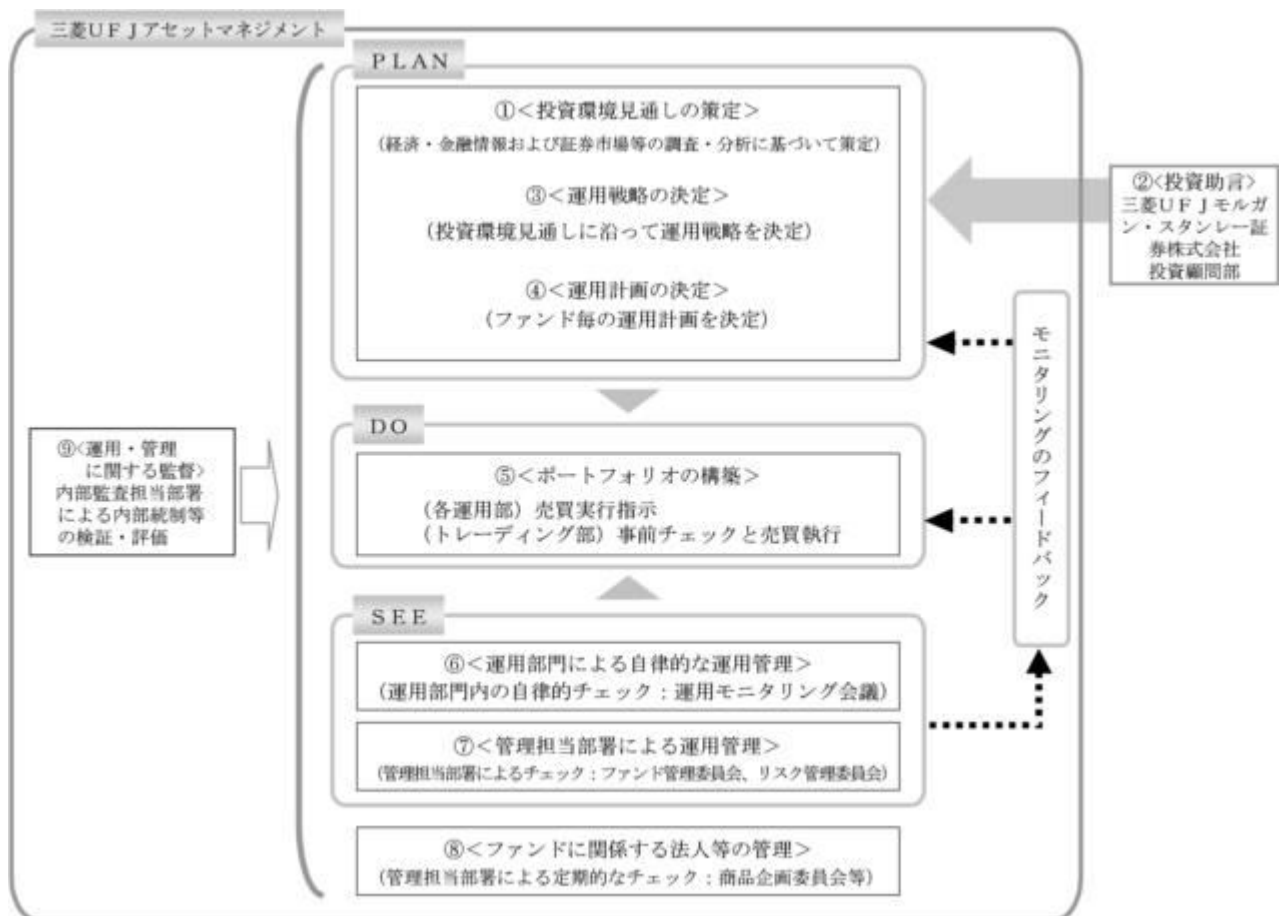 三菱UFJアセットマネジメント
PLAN
①＜投資環境見通しの策定＞
(経済・金融情報および証券市場等の調査・分析に基づいて策定)
③＜運用戦略の決定＞
(投資環境見通しに沿って運用戦略を決定)
④＜運用計画の決定＞
(ファンド毎の運用計画を決定)
②<投資助言>
三菱UFJモルガ
ン・スタンレー証
券株式会社
投資顧問部
モニタリングのフィードバック
DO
⑤＜ポートフォリオの構築＞
(各運用部) 売買実行指示
(トレーディング部) 事前チェックと売買執行
⑨<運用・管理
に関する監督>
内部監査担当部署
による内部統制等
の検証・評価
SEE
⑥＜運用部門による自律的な運用管理＞
(運用部門内の自律的チェック：運用モニタリング会議)
⑦＜管理担当部署による運用管理＞
(管理担当部署によるチェック：ファンド管理委員会、リスク管理委員会)
⑧＜ファンドに関係する法人等の管理＞
(管理担当部署による定期的なチェック：商品企画委員会等)